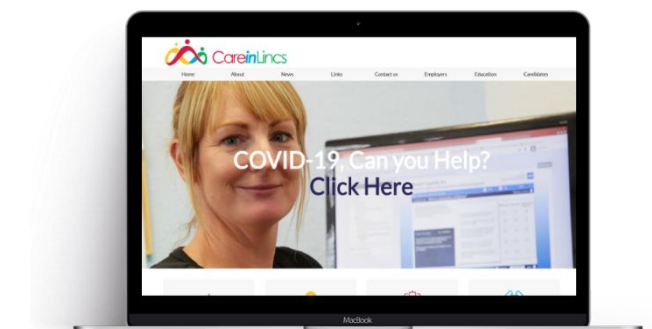 CareinLincs
Home About News Links Contact us Employers Education Candidates
COVID-19, Can you Help?
Click Here
MacBook